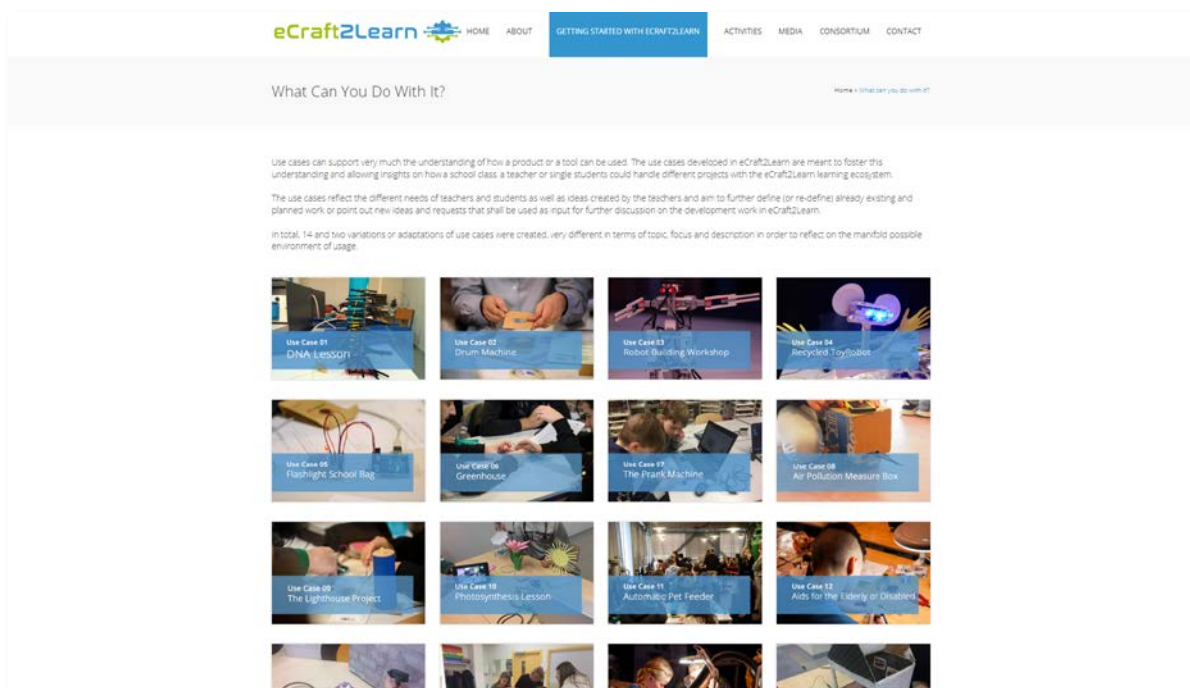 eCraft2Learn HOME ABOUT GETTING STARTED WITH ECRAFT2LEARN ACTIVITIES MEDIA CONSORTIUM CONTACT
What Can You Do With It?
Home » What can you do with it?
Use cases can support very much the understanding of how a product or a tool can be used. The use cases developed in eCraft2Learn are meant to foster this
understanding and allowing insights on how a school class a teacher or single students could handle different projects with the eCraft2Learn learning ecosystem.
The use cases reflect the different needs of teachers and students as well as ideas created by the teachers and aim to further define (or re-define) already existing and
planned work or point out new ideas and requests that shall be used as input for further discussion on the development work in eCraft2Learn.
In total, 14 and two variations or adaptations of use cases were created, very different in terms of topic, focus and description in order to reflect on the manifold possible
environment of usage.
Use Case 01
DNA Lesson
Use Case 02
Drum Machine
Use Case 03
Robot Building Workshop
Use Case 04
Recycled ToyRobot
Use Case 05
Flashlight School Bag
Use Case 06
Greenhouse
Use Case 07
The Prank Machine
Use Case 08
Air Pollution Measure Box
Use Case 09
The Lighthouse Project
Use Case 10
Photosynthesis Lesson
Use Case 11
Automatic Pet Feeder
Use Case 12
Aids for the Elderly or Disabled